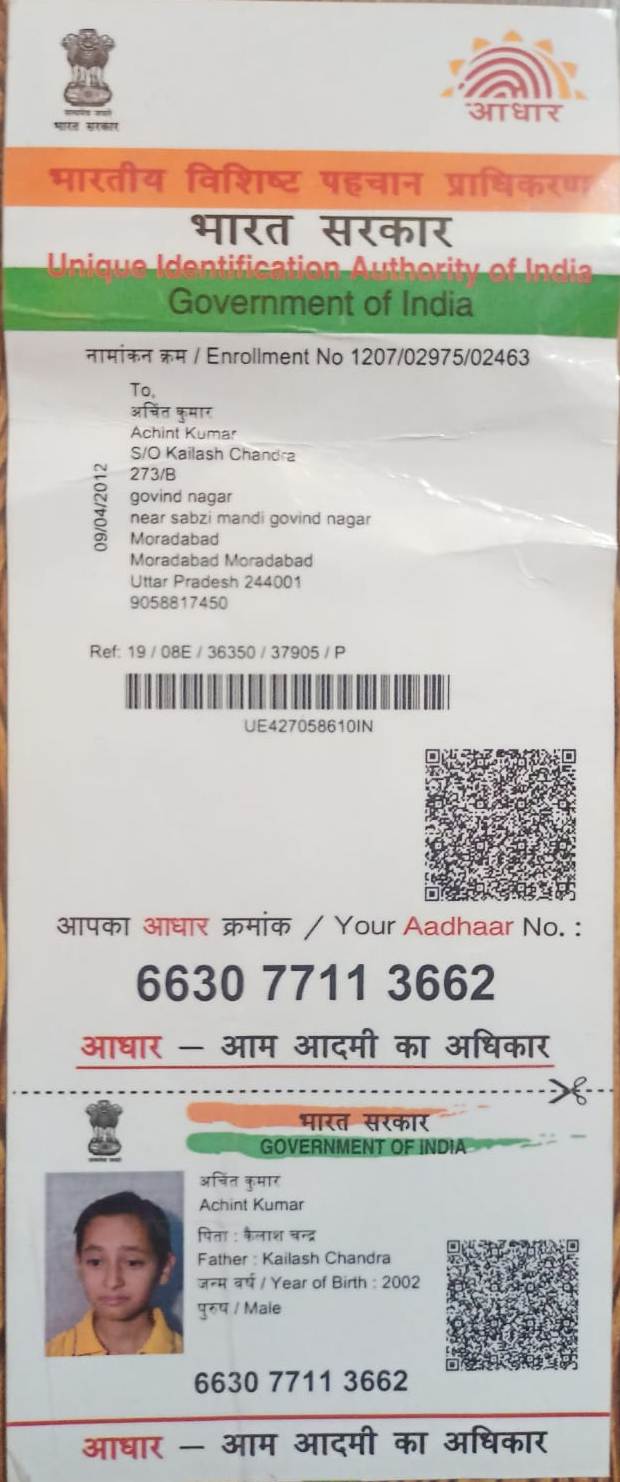 भारत सरकार
आधार
भारतीय विशिष्ट पहचान प्राधिकरण
भारत सरकार
Unique Identification Authority of India
Government of India
नामांकन क्रम / Enrollment No 1207/02975/02463
To,
अचिंत कुमार
Achint Kumar
S/O Kailash Chandra
273/B
govind nagar
near sabzi mandi govind nagar
Moradabad
Moradabad Moradabad
Uttar Pradesh 244001
9058817450
09/04/2012
Ref: 19 / 08E / 36350 / 37905 / P
UE427058610IN
आपका आधार क्रमांक / Your Aadhaar No. :
6630 7711 3662
आधार – आम आदमी का अधिकार
भारत सरकार
GOVERNMENT OF INDIA
अचिंत कुमार
Achint Kumar
पिता : कैलाश चन्द्र
Father : Kailash Chandra
जन्म वर्ष / Year of Birth : 2002
पुरुष / Male
6630 7711 3662
आधार – आम आदमी का अधिकार